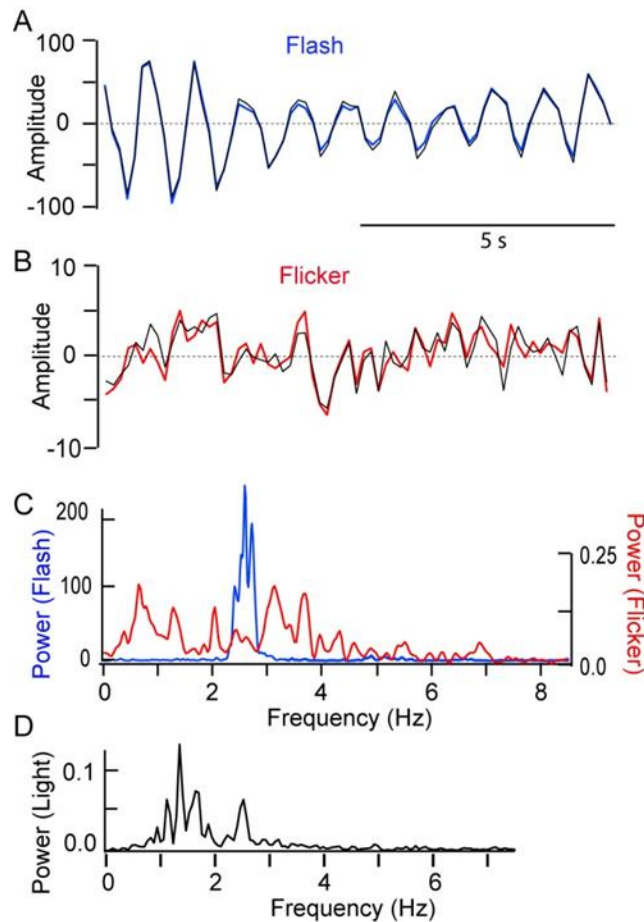 A
Flash
Amplitude
100
0
-100
5 s
B
Flicker
Amplitude
10
0
-10
C
Power (Flash)
200
100
0
0.25
0.0
Power (Flicker)
0 2 4 6 8
Frequency (Hz)
D
Power (Light)
0.1
0.0
0 2 4 6
Frequency (Hz)